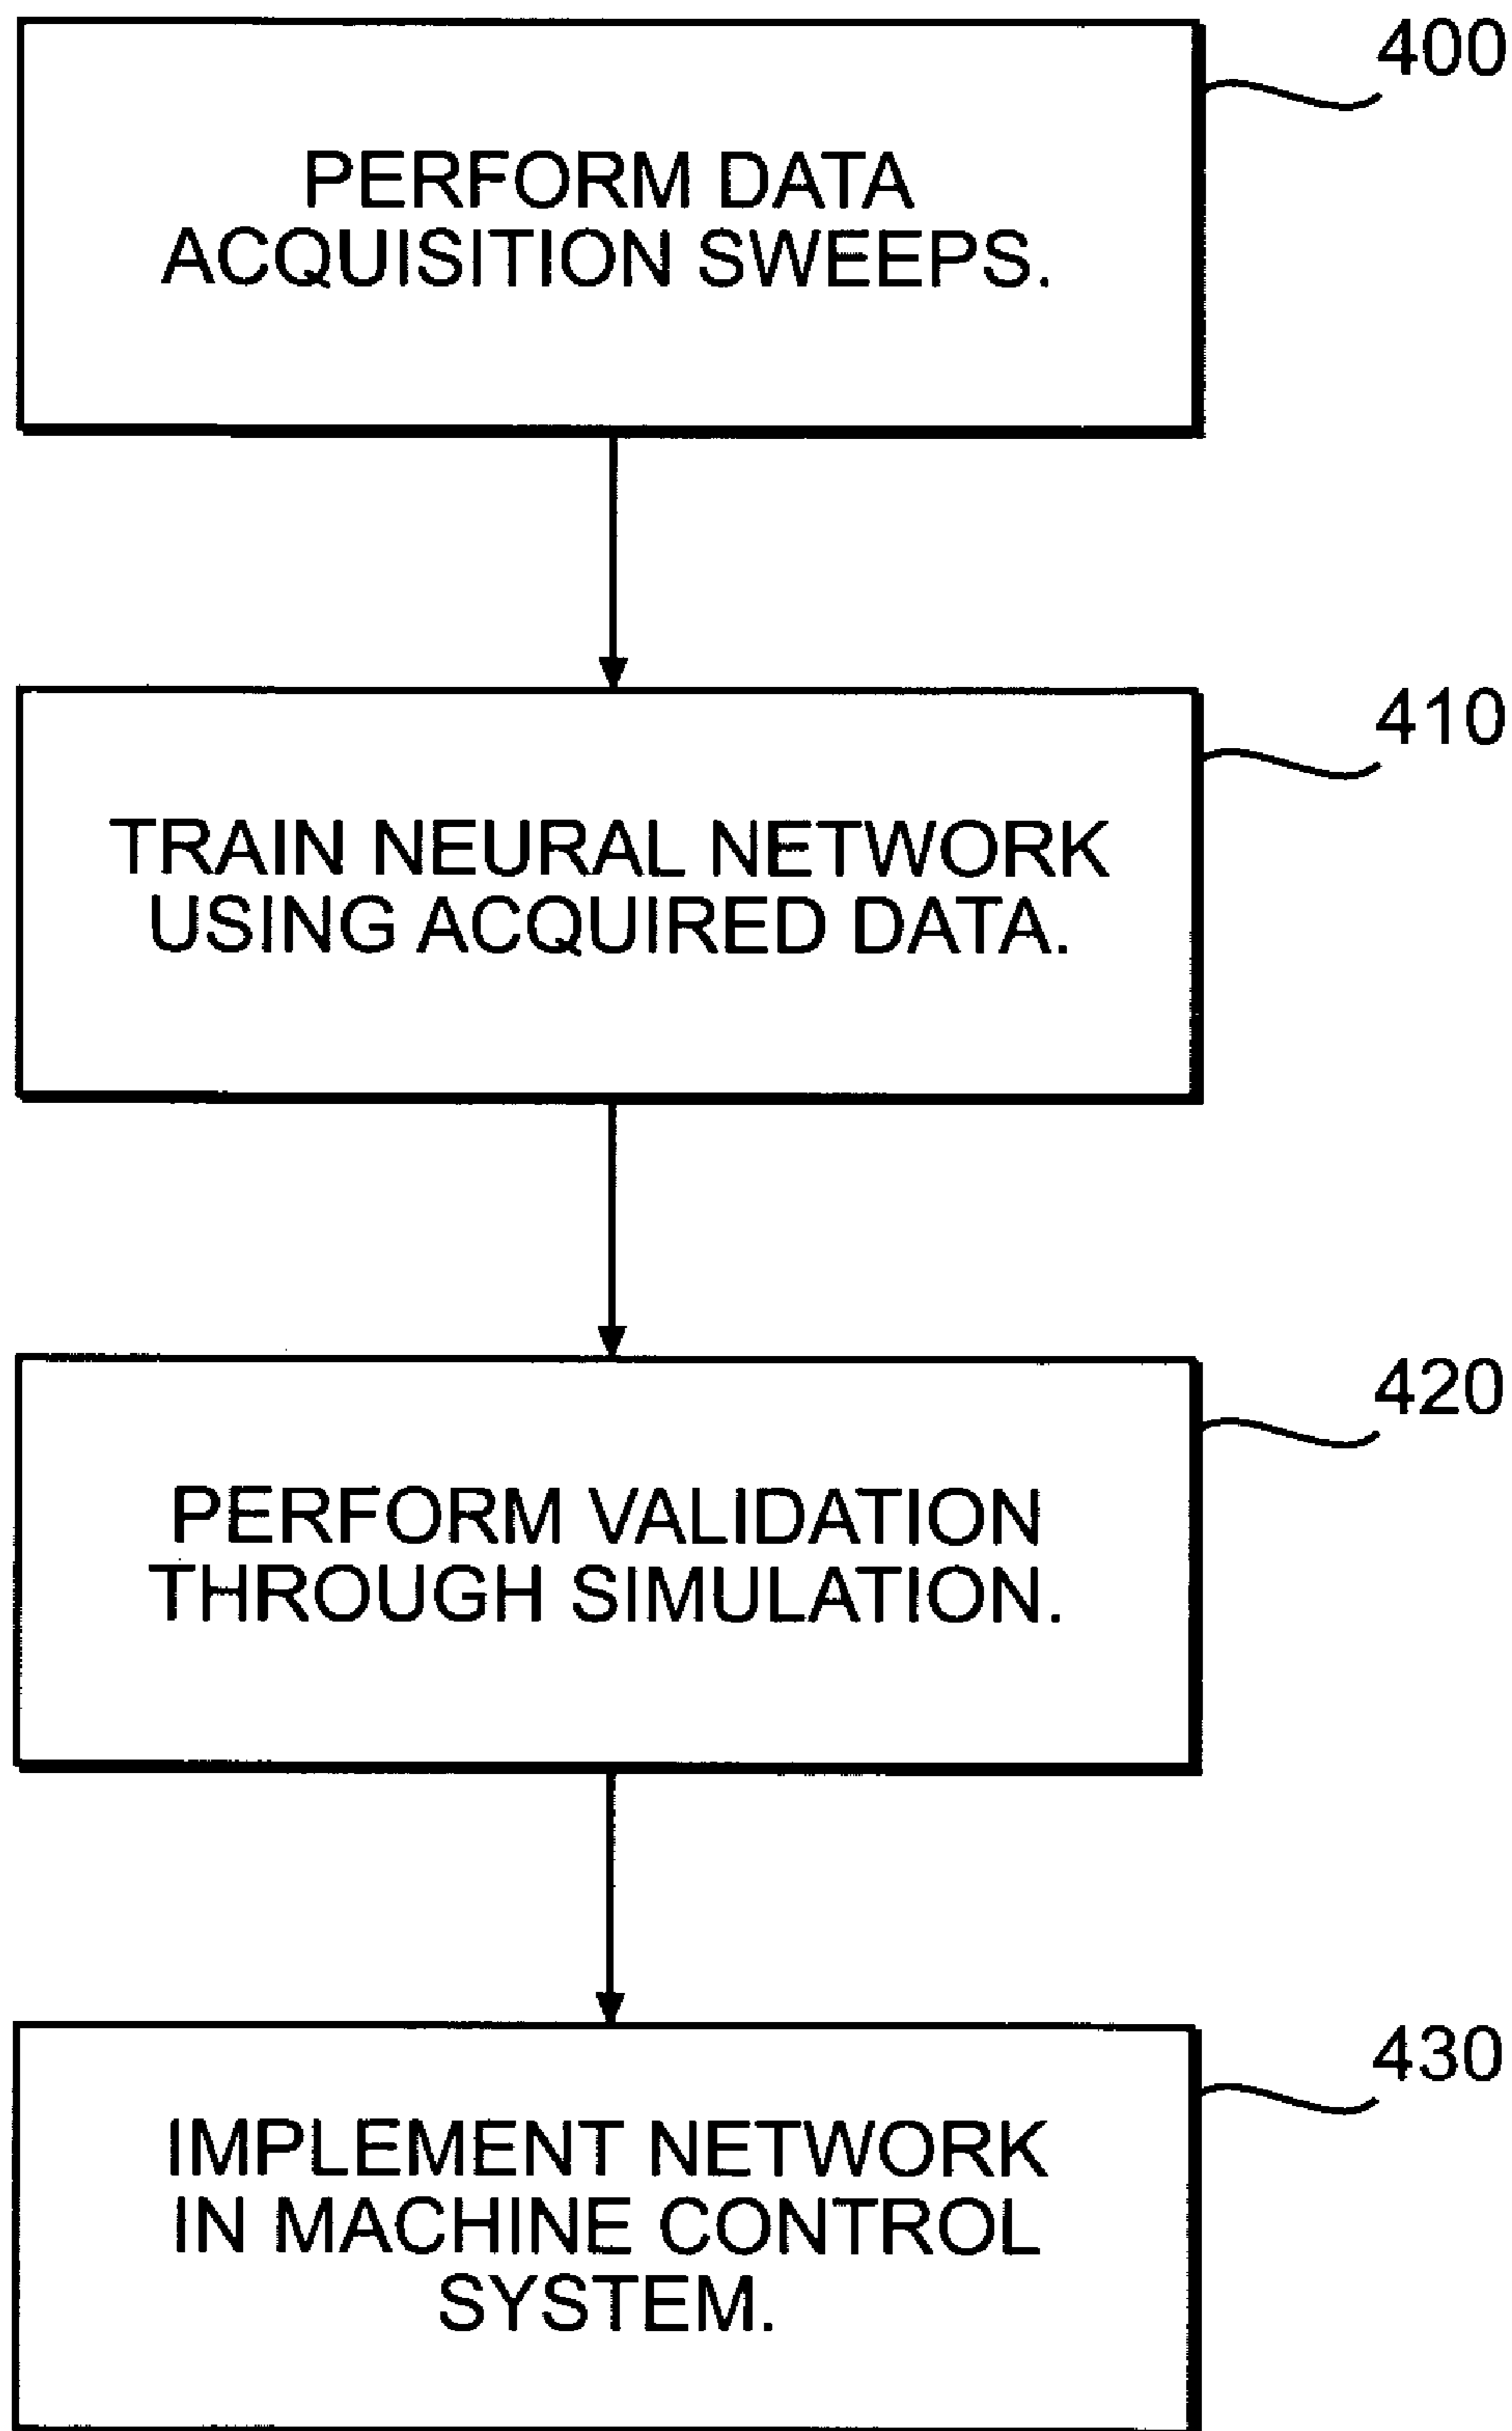 400
PERFORM DATA
ACQUISITION SWEEPS.
410
TRAIN NEURAL NETWORK
USING ACQUIRED DATA.
420
PERFORM VALIDATION
THROUGH SIMULATION.
430
IMPLEMENT NETWORK
IN MACHINE CONTROL
SYSTEM.